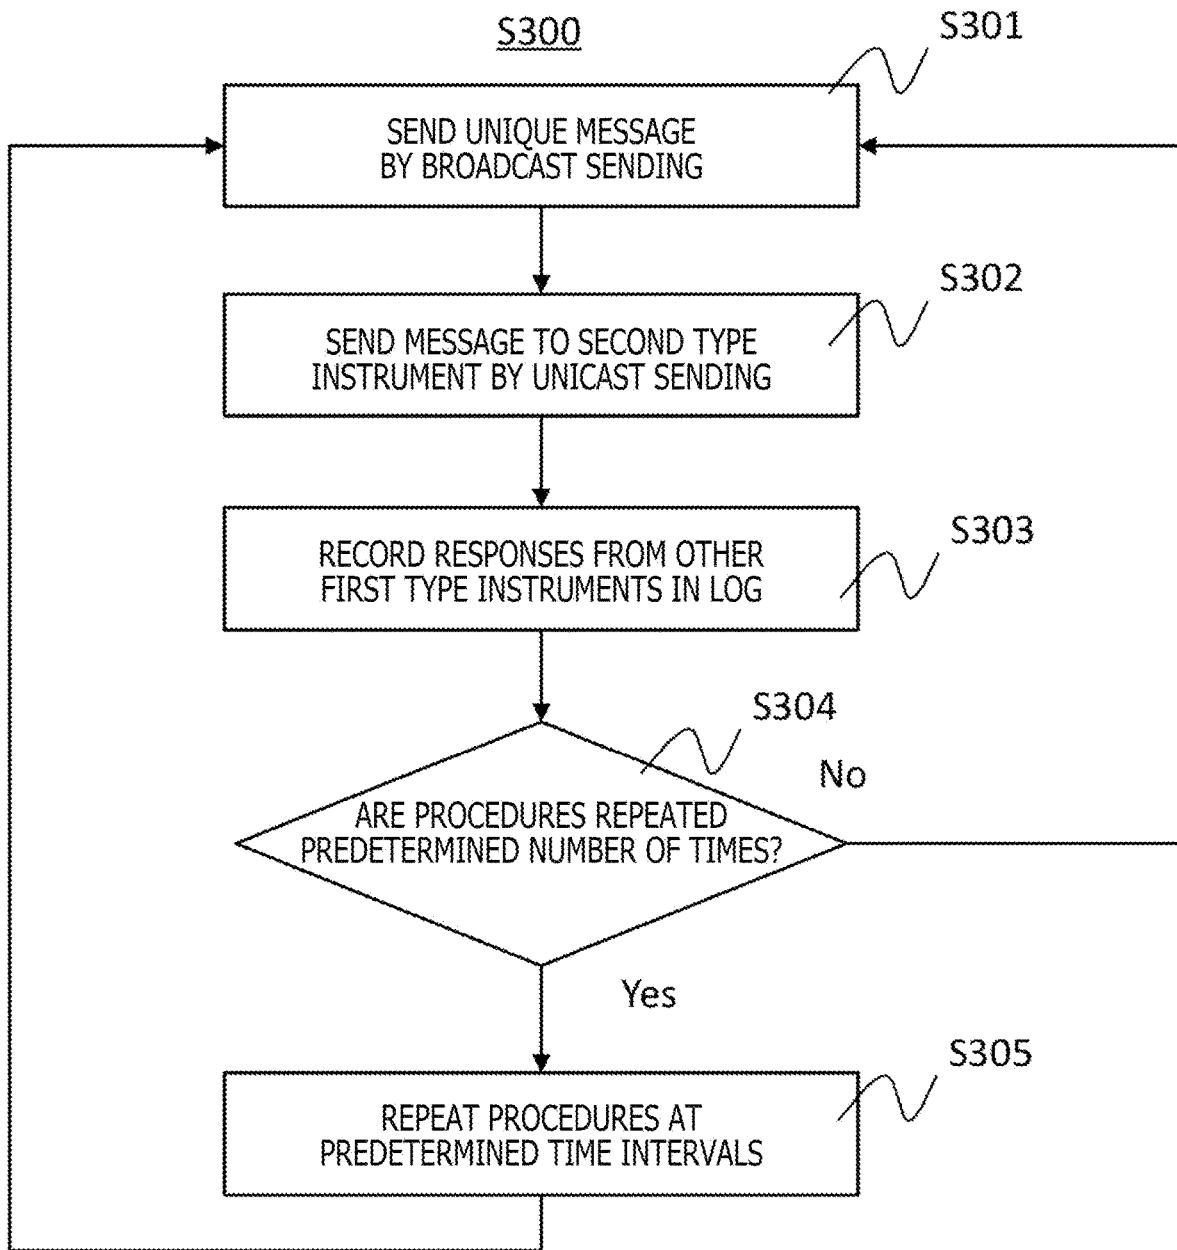 S300
S301
SEND UNIQUE MESSAGE
BY BROADCAST SENDING
S302
SEND MESSAGE TO SECOND TYPE
INSTRUMENT BY UNICAST SENDING
S303
RECORD RESPONSES FROM OTHER
FIRST TYPE INSTRUMENTS IN LOG
S304
No
ARE PROCEDURES REPEATED
PREDETERMINED NUMBER OF TIMES?
Yes
S305
REPEAT PROCEDURES AT
PREDETERMINED TIME INTERVALS